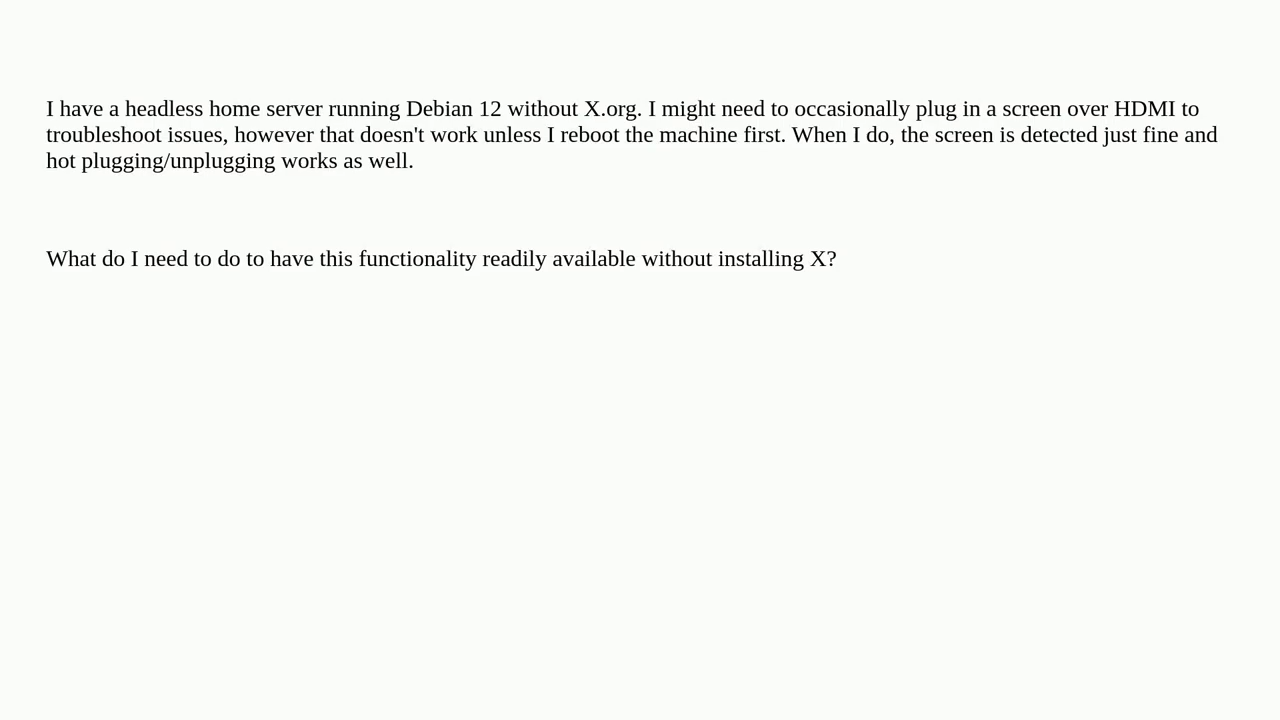 I have a headless home server running Debian 12 without X.org. I might need to occasionally plug in a screen over HDMI to
troubleshoot issues, however that doesn't work unless I reboot the machine first. When I do, the screen is detected just fine and
hot plugging/unplugging works as well.
What do I need to do to have this functionality readily available without installing X?